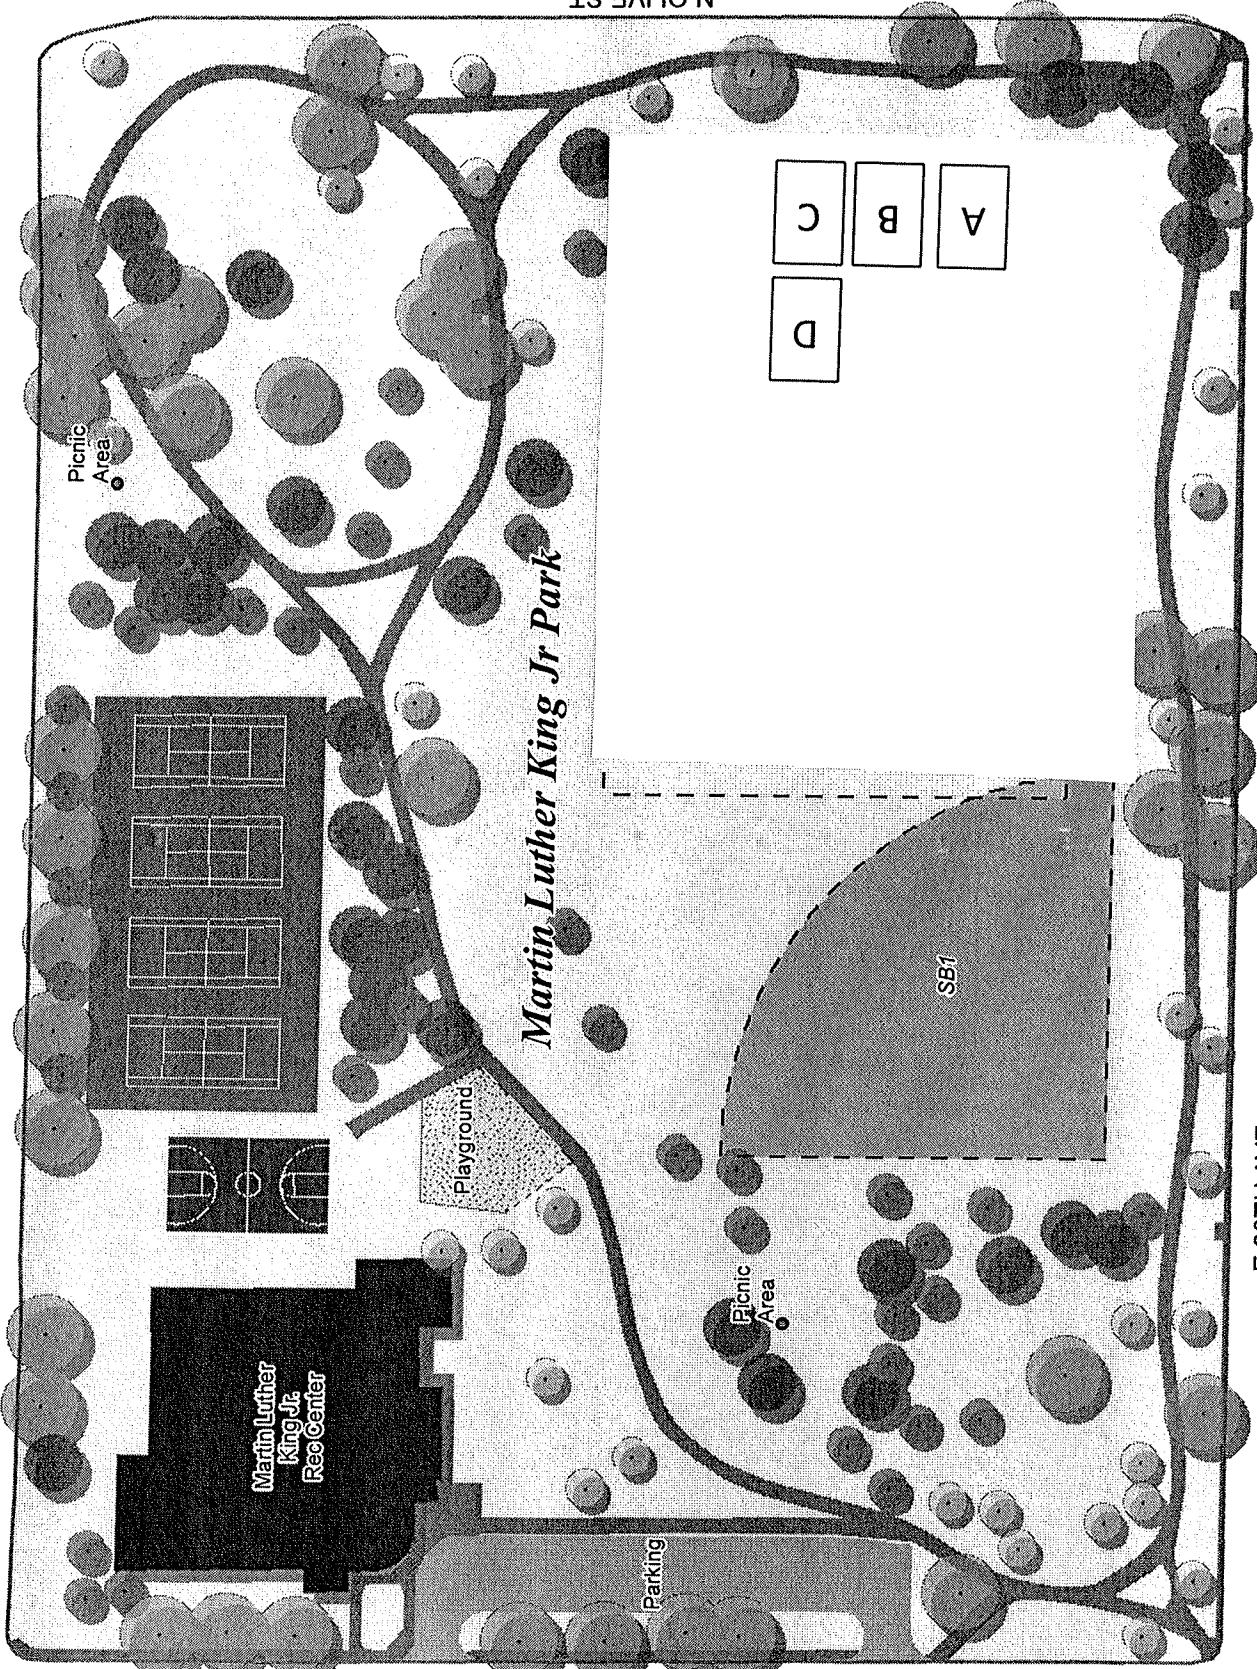 N OLIVE ST
Picnic
Area
C
B
A
D
Martin Luther King Jr Park
SB1
Playground
Picnic
Area
Martin Luther
King Jr.
Rec Center
Parking